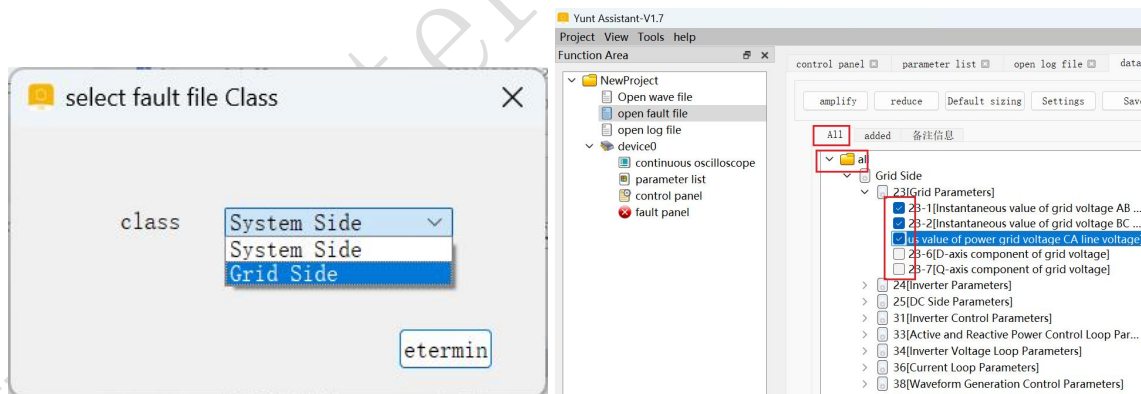 select fault file Class
class
System Side
System Side
Grid Side
etermin
Yunt Assistant-V1.7
Project View Tools help
Function Area
NewProject
Open wave file
open fault file
open log file
device0
continuous oscilloscope
parameter list
control panel
fault panel
control panel parameter list open log file data
amplify reduce Default sizing Settings Save
All added 备注信息
all
Grid Side
23[Grid Parameters]
23-1[Instantaneous value of grid voltage AB ...
23-2[Instantaneous value of grid voltage BC ...
us value of power grid voltage CA line voltage
23-6[D-axis component of grid voltage]
23-7[Q-axis component of grid voltage]
24[Inverter Parameters]
25[DC Side Parameters]
31[Inverter Control Parameters]
33[Active and Reactive Power Control Loop Par...
34[Inverter Voltage Loop Parameters]
36[Current Loop Parameters]
38[Waveform Generation Control Parameters]